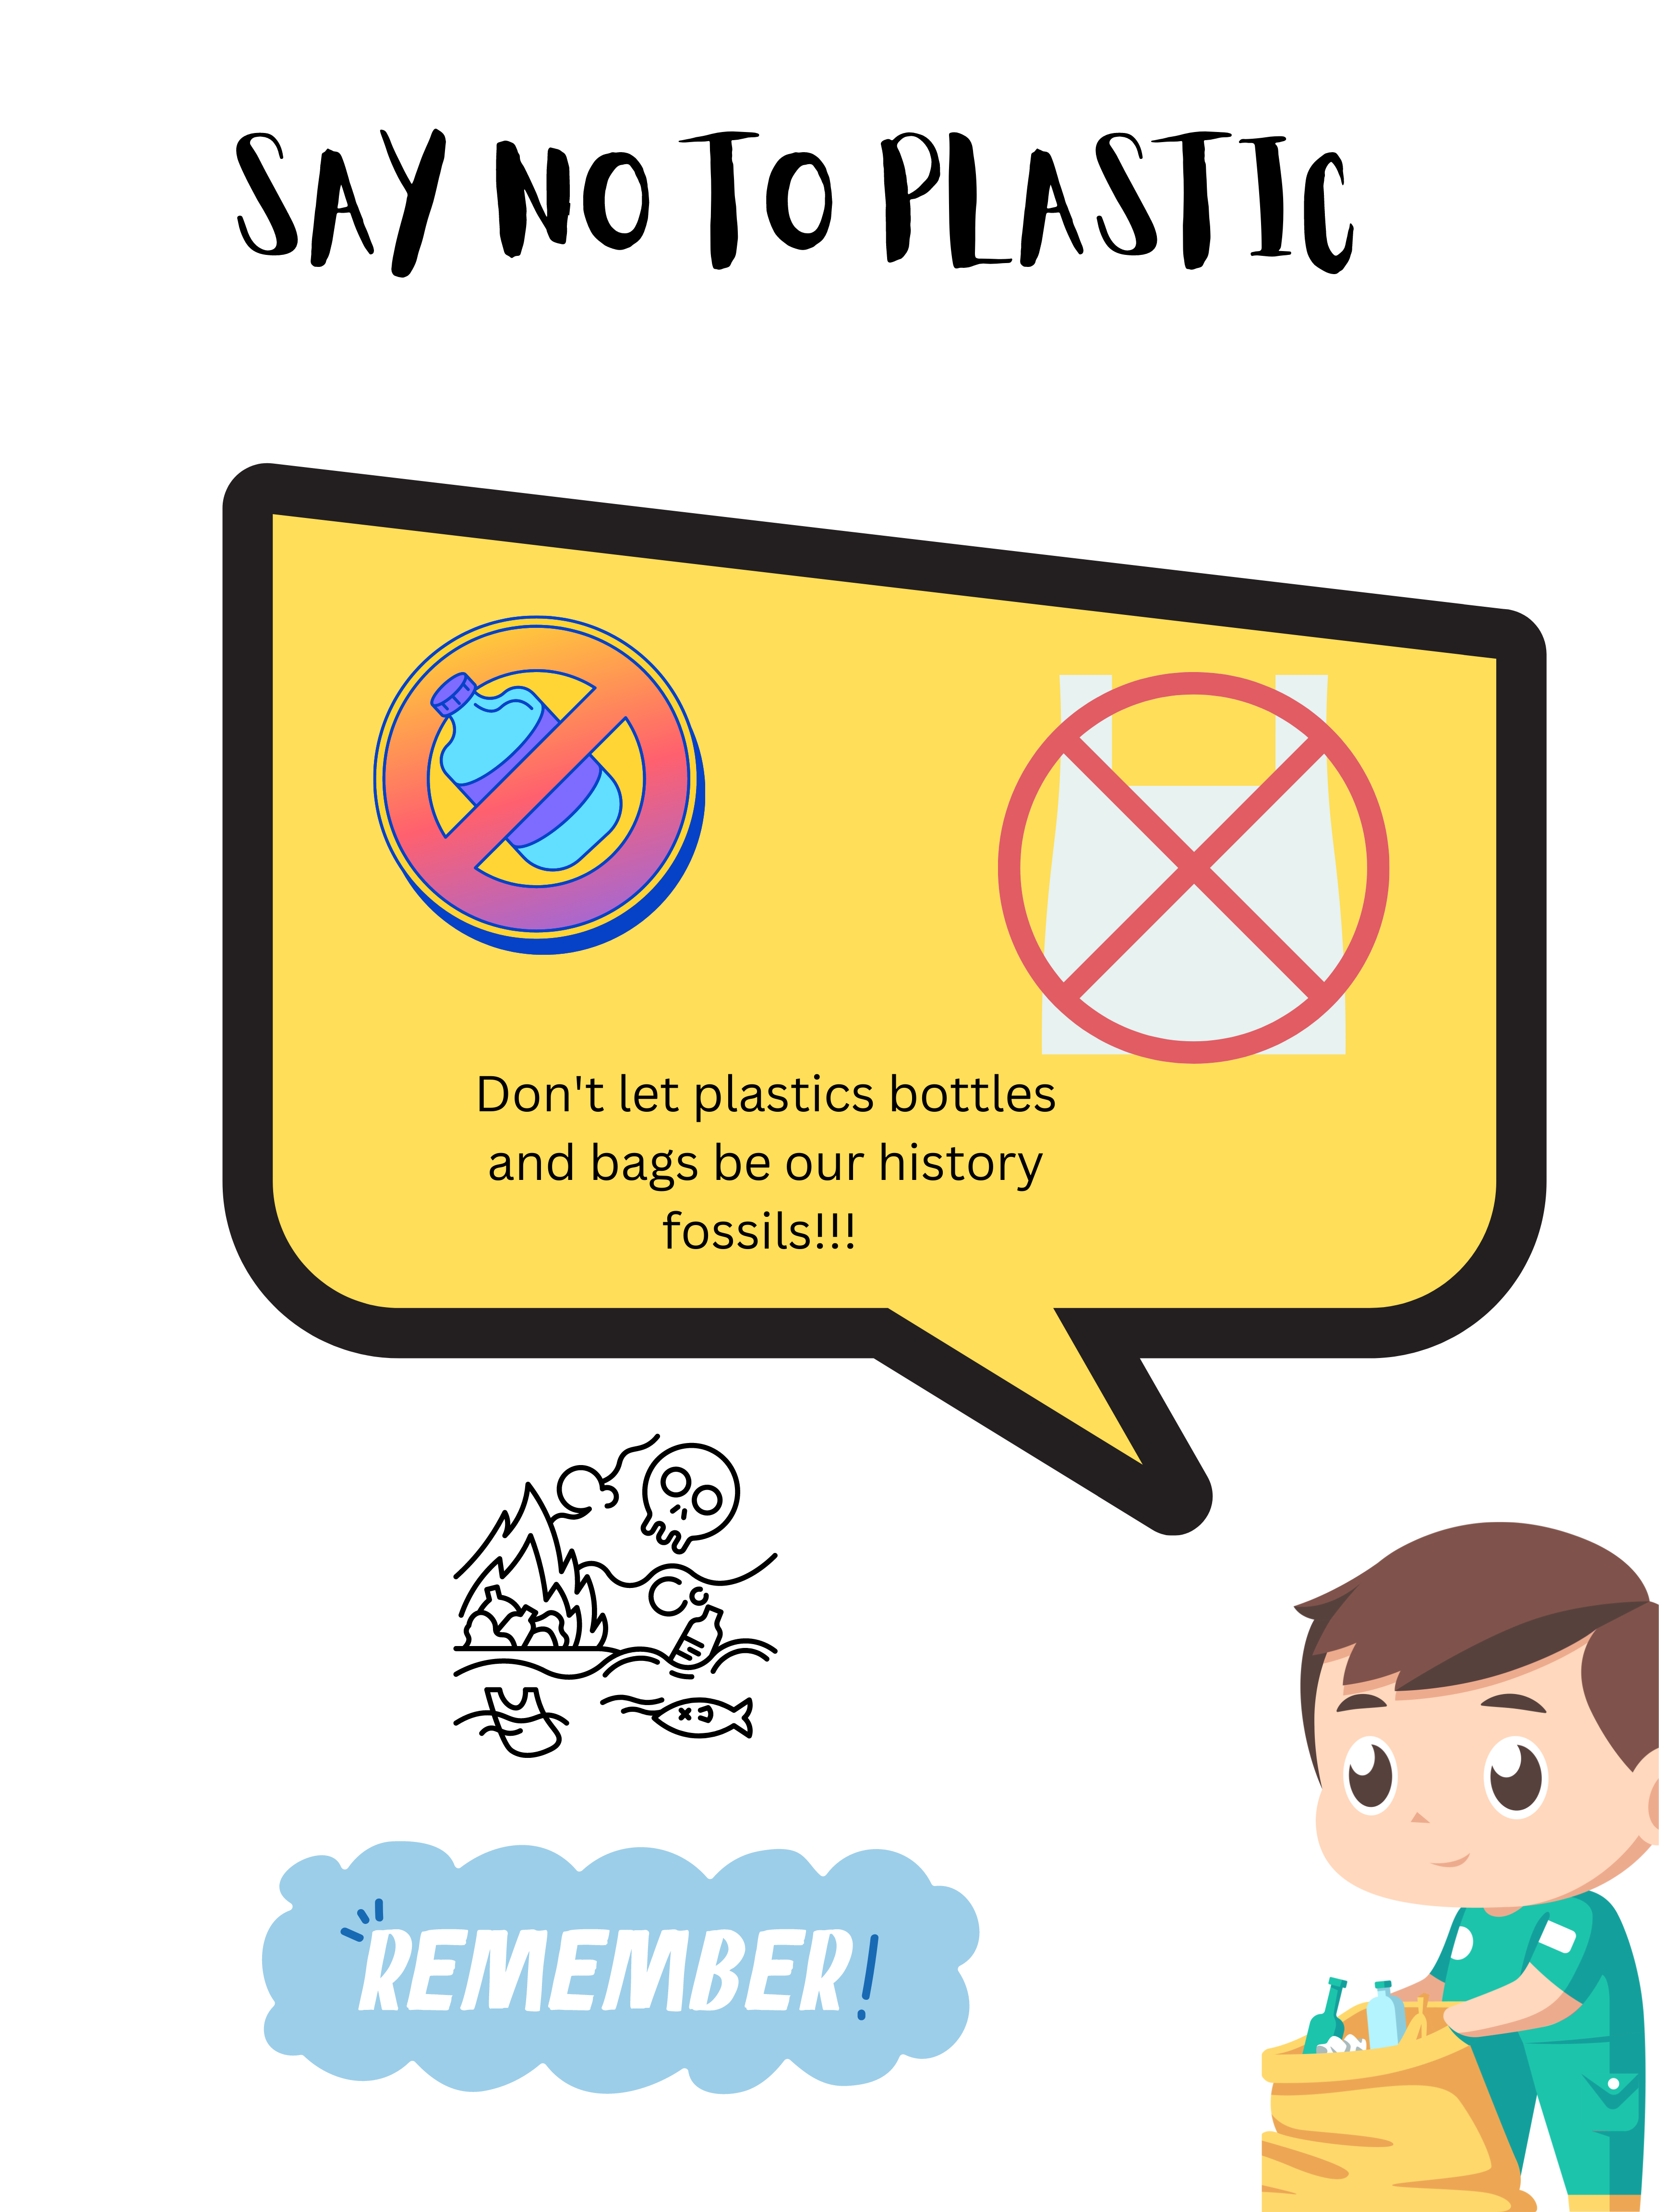 SAY NO TO PLASTIC
Don't let plastics bottles
and bags be our history
fossils!!!
REMEMBER!